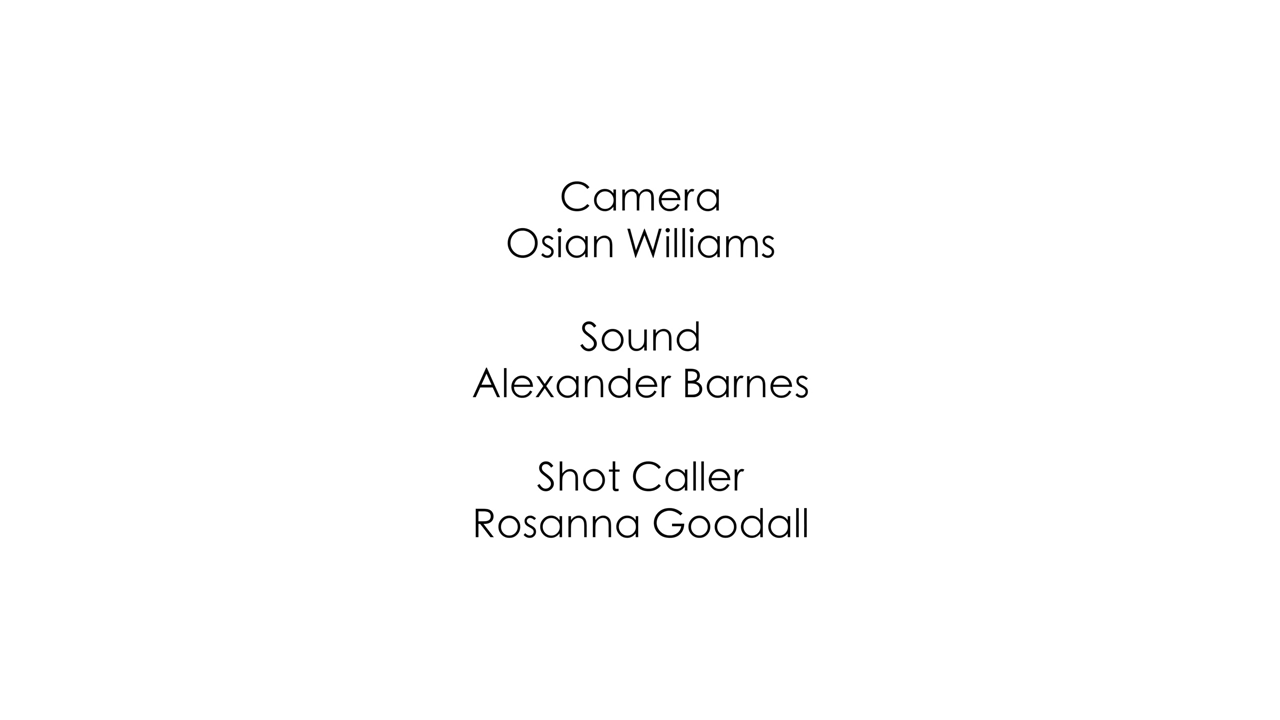 Camera
Osian Williams
Sound
Alexander Barnes
Shot Caller
Rosanna Goodall